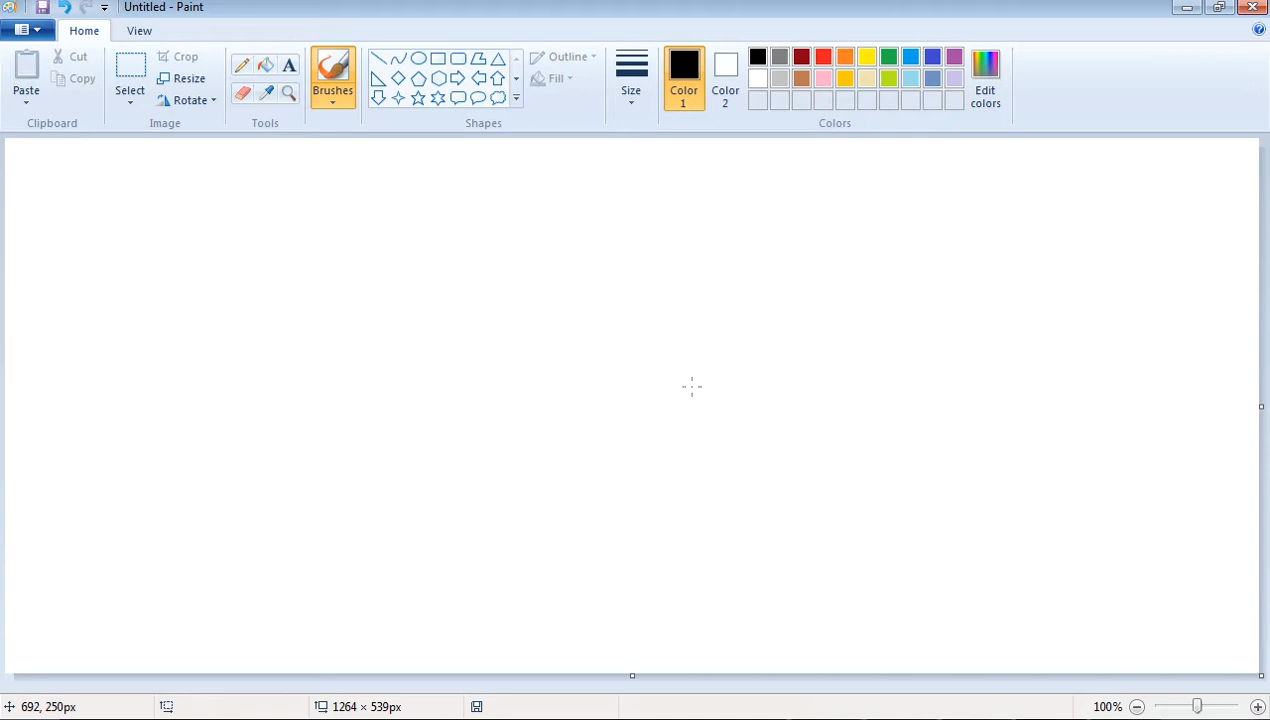 Untitled - Paint
Home View
Paste Cut Copy Select Crop Resize Rotate A Brushes Outline Fill Size Color 1 Color 2 Edit colors
Clipboard Image Tools Shapes Colors
692, 250px 1264 × 539px 100%